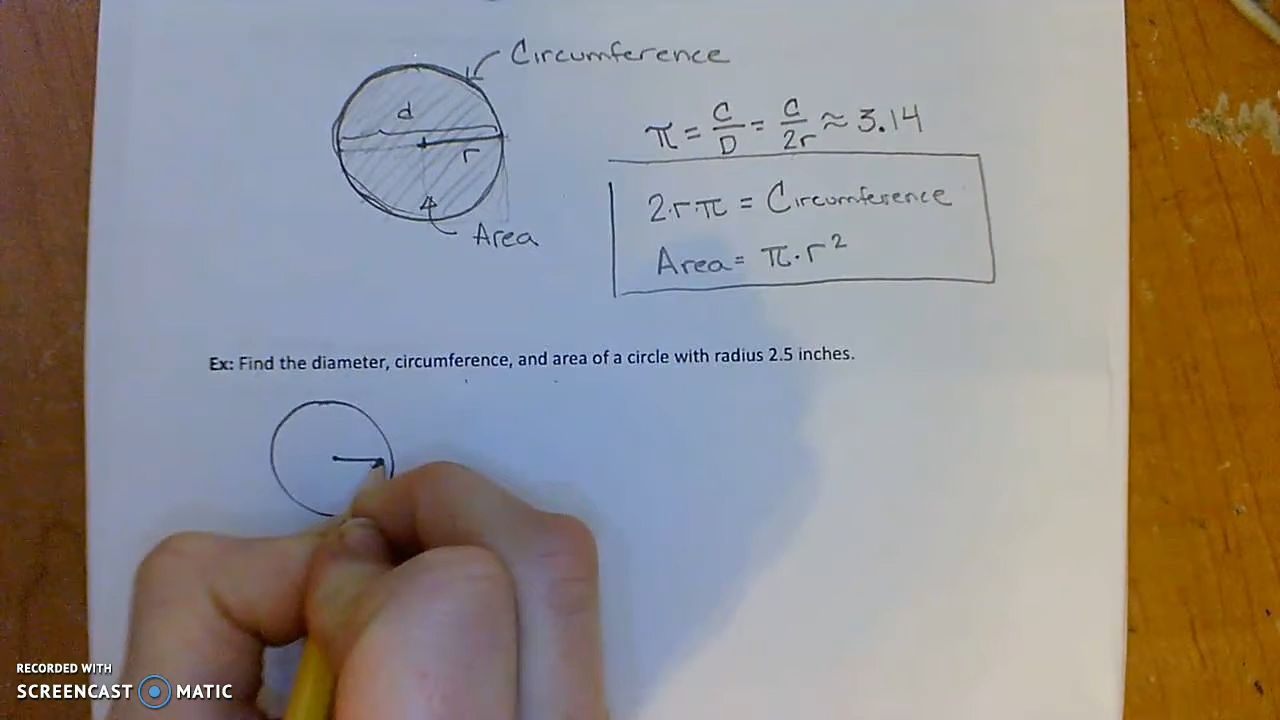 Circumference
d
r
Area
π = C/D = C/2r ≈ 3.14
2·r·π = Circumference
Area = π·r²
Ex: Find the diameter, circumference, and area of a circle with radius 2.5 inches.
RECORDED WITH
SCREENCAST MATIC